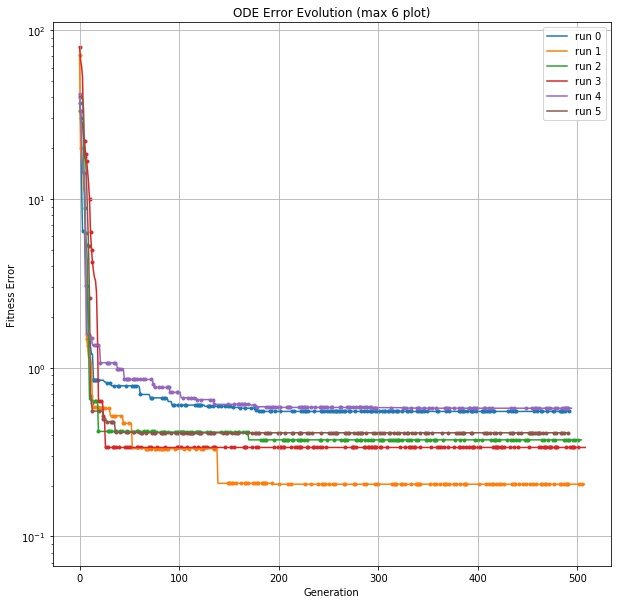 ODE Error Evolution (max 6 plot)
run 0
run 1
run 2
run 3
run 4
run 5
Fitness Error
10²
10¹
10⁰
10⁻¹
0 100 200 300 400 500
Generation